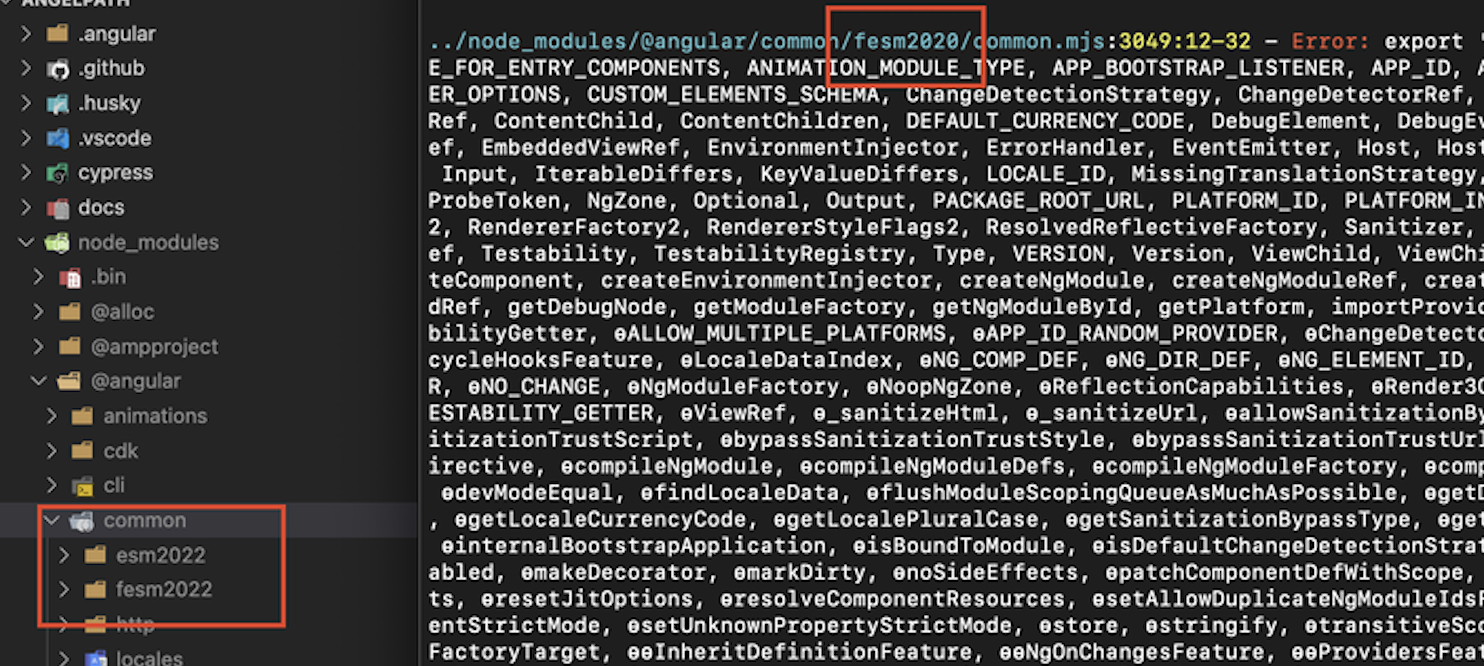 ANGELPATH
.angular
.github
.husky
.vscode
cypress
docs
node_modules
.bin
@alloc
@ampproject
@angular
animations
cdk
cli
common
esm2022
fesm2022
http
locales
../node_modules/@angular/common/fesm2020/common.mjs:3049:12-32 - Error: export '
E_FOR_ENTRY_COMPONENTS, ANIMATION_MODULE_TYPE, APP_BOOTSTRAP_LISTENER, APP_ID,
ER_OPTIONS, CUSTOM_ELEMENTS_SCHEMA, ChangeDetectionStrategy, ChangeDetectorRef,
Ref, ContentChild, ContentChildren, DEFAULT_CURRENCY_CODE, DebugElement, DebugEv
ef, EmbeddedViewRef, EnvironmentInjector, ErrorHandler, EventEmitter, Host, Host
Input, IterableDiffers, KeyValueDiffers, LOCALE_ID, MissingTranslationStrategy,
ProbeToken, NgZone, Optional, Output, PACKAGE_ROOT_URL, PLATFORM_ID, PLATFORM_IN
2, RendererFactory2, RendererStyleFlags2, ResolvedReflectiveFactory, Sanitizer,
ef, Testability, TestabilityRegistry, Type, VERSION, Version, ViewChild, ViewChi
teComponent, createEnvironmentInjector, createNgModule, createNgModuleRef, crea
dRef, getDebugNode, getModuleFactory, getNgModuleById, getPlatform, importProvi
bilityGetter, ɵALLOW_MULTIPLE_PLATFORMS, ɵAPP_ID_RANDOM_PROVIDER, ɵChangeDetecto
cycleHooksFeature, ɵLocaleDataIndex, ɵNG_COMP_DEF, ɵNG_DIR_DEF, ɵNG_ELEMENT_ID,
R, ɵNO_CHANGE, ɵNgModuleFactory, ɵNoopNgZone, ɵReflectionCapabilities, ɵRender3C
ESTABILITY_GETTER, ɵViewRef, ɵ_sanitizeHtml, ɵ_sanitizeUrl, ɵallowSanitizationBy
itizationTrustScript, ɵbypassSanitizationTrustStyle, ɵbypassSanitizationTrustUr
irective, ɵcompileNgModule, ɵcompileNgModuleDefs, ɵcompileNgModuleFactory, ɵcomp
ɵdevModeEqual, ɵfindLocaleData, ɵflushModuleScopingQueueAsMuchAsPossible, ɵget
, ɵgetLocaleCurrencyCode, ɵgetLocalePluralCase, ɵgetSanitizationBypassType, ɵge
ɵinternalBootstrapApplication, ɵisBoundToModule, ɵisDefaultChangeDetectionStrat
abled, ɵmakeDecorator, ɵmarkDirty, ɵnoSideEffects, ɵpatchComponentDefWithScope,
ts, ɵresetJitOptions, ɵresolveComponentResources, ɵsetAllowDuplicateNgModuleIdsF
entStrictMode, ɵsetUnknownPropertyStrictMode, ɵstore, ɵstringify, ɵtransitiveSco
FactoryTarget, ɵɵInheritDefinitionFeature, ɵɵNgOnChangesFeature, ɵɵProvidersFea